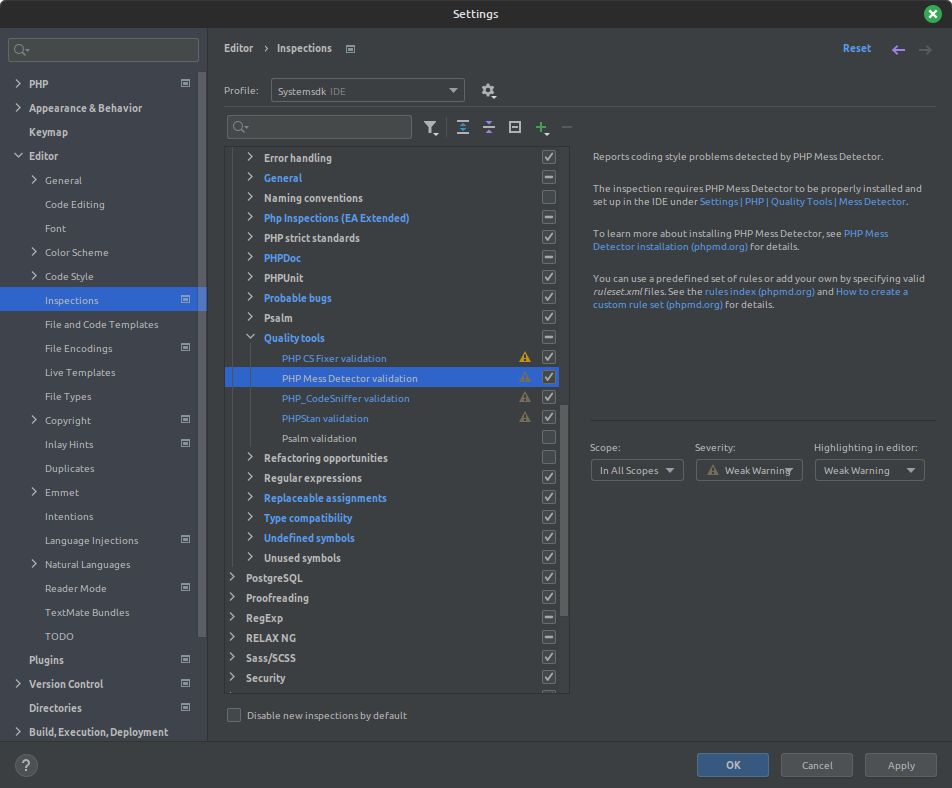 Settings
PHP
Appearance & Behavior
Keymap
Editor
General
Code Editing
Font
Color Scheme
Code Style
Inspections
File and Code Templates
File Encodings
Live Templates
File Types
Copyright
Inlay Hints
Duplicates
Emmet
Intentions
Language Injections
Natural Languages
Reader Mode
TextMate Bundles
TODO
Plugins
Version Control
Directories
Build, Execution, Deployment
Editor › Inspections
Reset
Profile: Systemsdk IDE
Error handling
General
Naming conventions
Php Inspections (EA Extended)
PHP strict standards
PHPDoc
PHPUnit
Probable bugs
Psalm
Quality tools
PHP CS Fixer validation
PHP Mess Detector validation
PHP_CodeSniffer validation
PHPStan validation
Psalm validation
Refactoring opportunities
Regular expressions
Replaceable assignments
Type compatibility
Undefined symbols
Unused symbols
PostgreSQL
Proofreading
RegExp
RELAX NG
Sass/SCSS
Security
Disable new inspections by default
Reports coding style problems detected by PHP Mess Detector.
The inspection requires PHP Mess Detector to be properly installed and
set up in the IDE under Settings | PHP | Quality Tools | Mess Detector.
To learn more about installing PHP Mess Detector, see PHP Mess
Detector installation (phpmd.org) for details.
You can use a predefined set of rules or add your own by specifying valid
ruleset.xml files. See the rules index (phpmd.org) and How to create a
custom rule set (phpmd.org) for details.
Scope: Severity: Highlighting in editor:
In All Scopes Weak Warning Weak Warning
? OK Cancel Apply